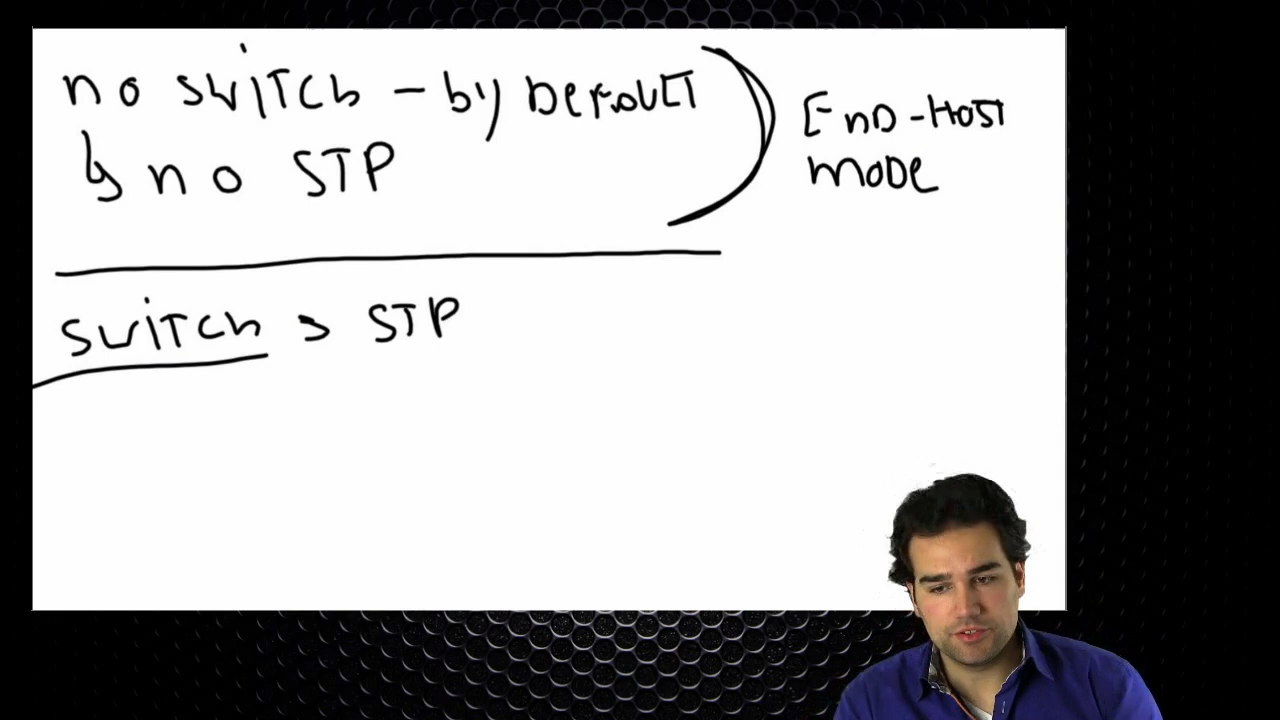 no switch - by Default
↳ no STP
End-Host
mode
switch > STP